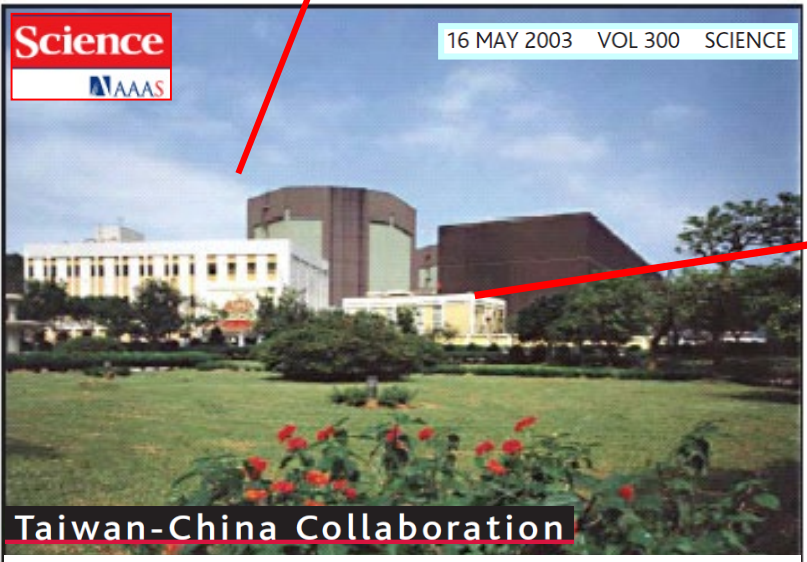 Science
AAAS
16 MAY 2003 VOL 300 SCIENCE
Taiwan-China Collaboration